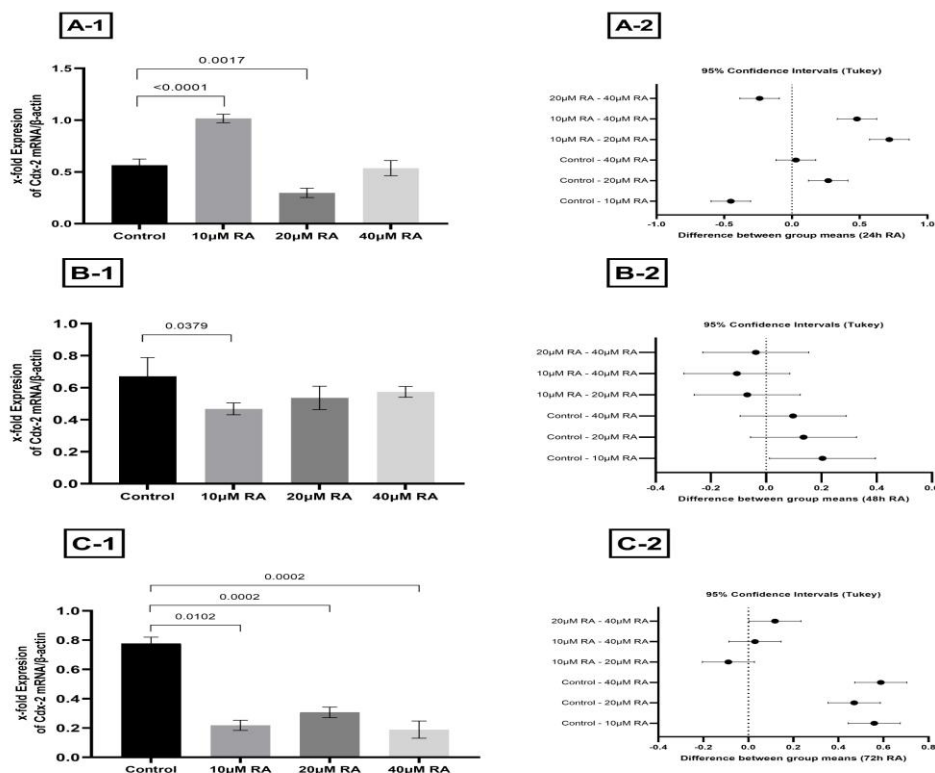 A-1
0.0017
<0.0001
x-fold Expresion
of Cdx-2 mRNA/β-actin
1.5
1.0
0.5
0.0
Control
10µM RA
20µM RA
40µM RA
A-2
95% Confidence Intervals (Tukey)
20µM RA - 40µM RA
10µM RA - 40µM RA
10µM RA - 20µM RA
Control - 40µM RA
Control - 20µM RA
Control - 10µM RA
-1.0
-0.5
0.0
0.5
1.0
Difference between group means (24h RA)
B-1
0.0379
x-fold Expresion
of Cdx-2 mRNA/β-actin
1.0
0.8
0.6
0.4
0.2
0.0
Control
10µM RA
20µM RA
40µM RA
B-2
95% Confidence Intervals (Tukey)
20µM RA - 40µM RA
10µM RA - 40µM RA
10µM RA - 20µM RA
Control - 40µM RA
Control - 20µM RA
Control - 10µM RA
-0.4
-0.2
0.0
0.2
0.4
0.6
Difference between group means (48h RA)
C-1
0.0002
0.0002
0.0102
x-fold Expresion
of Cdx-2 mRNA/β-actin
1.0
0.8
0.6
0.4
0.2
0.0
Control
10µM RA
20µM RA
40µM RA
C-2
95% Confidence Intervals (Tukey)
20µM RA - 40µM RA
10µM RA - 40µM RA
10µM RA - 20µM RA
Control - 40µM RA
Control - 20µM RA
Control - 10µM RA
-0.4
-0.2
0.0
0.2
0.4
0.6
0.8
Difference between group means (72h RA)